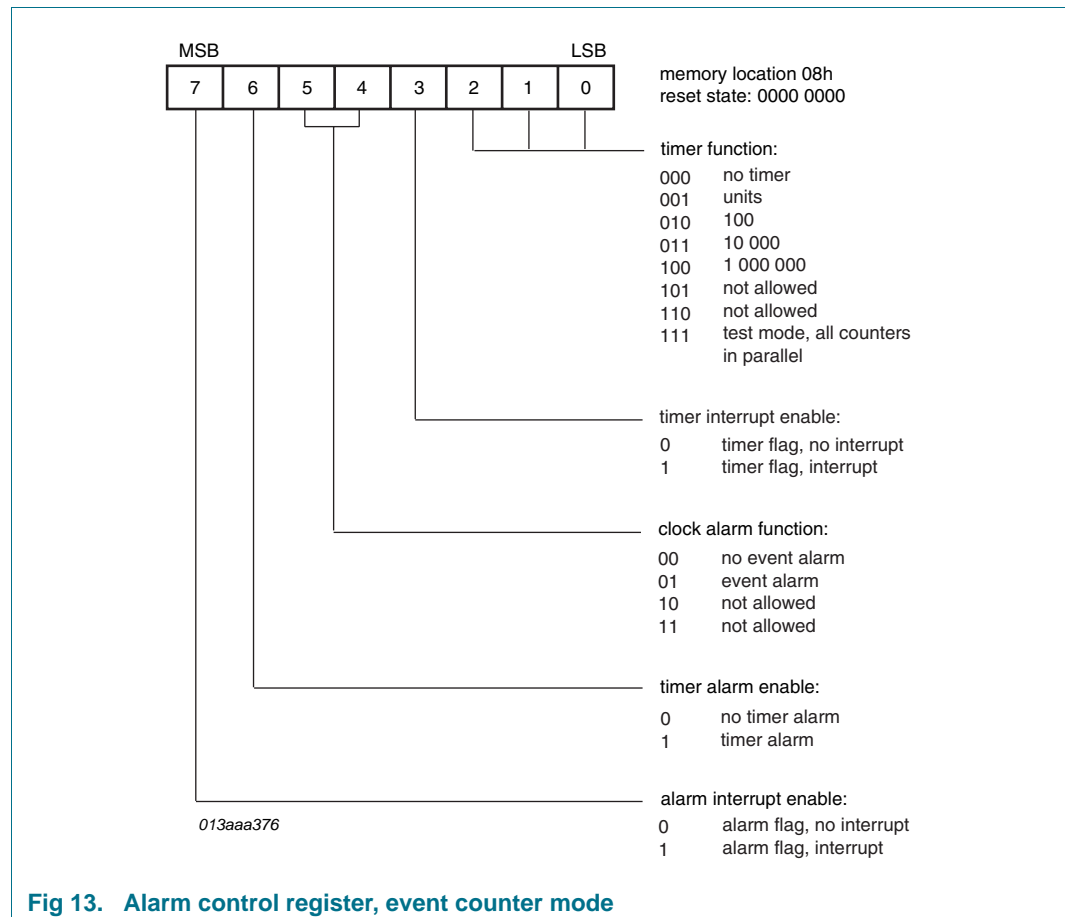 MSB LSB
7 6 5 4 3 2 1 0
memory location 08h
reset state: 0000 0000
timer function:
000 no timer
001 units
010 100
011 10 000
100 1 000 000
101 not allowed
110 not allowed
111 test mode, all counters
in parallel
timer interrupt enable:
0 timer flag, no interrupt
1 timer flag, interrupt
clock alarm function:
00 no event alarm
01 event alarm
10 not allowed
11 not allowed
timer alarm enable:
0 no timer alarm
1 timer alarm
alarm interrupt enable:
0 alarm flag, no interrupt
1 alarm flag, interrupt
013aaa376
Fig 13. Alarm control register, event counter mode